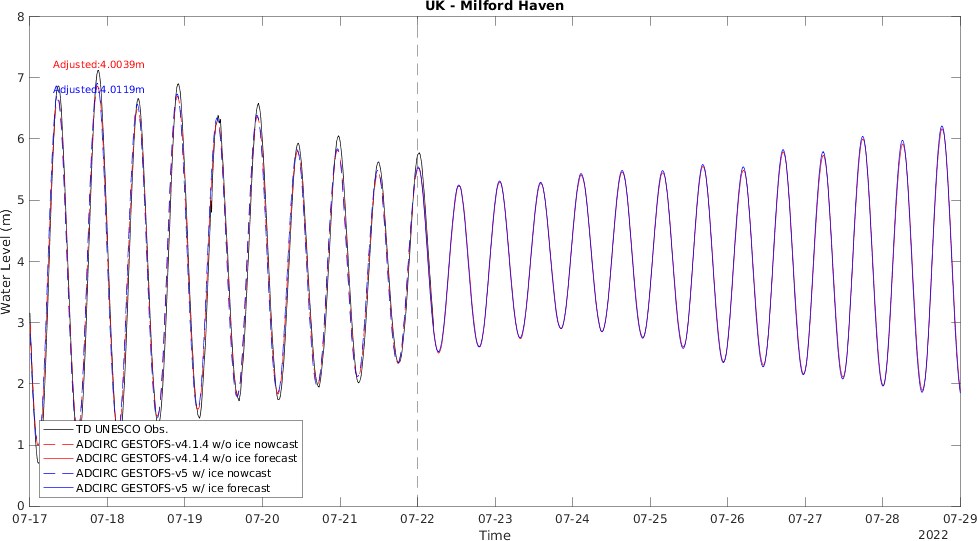 UK - Milford Haven
8
7
6
5
4
3
2
1
0
Water Level (m)
Adjusted:4.0039m
Adjusted:4.0119m
TD UNESCO Obs.
ADCIRC GESTOFS-v4.1.4 w/o ice nowcast
ADCIRC GESTOFS-v4.1.4 w/o ice forecast
ADCIRC GESTOFS-v5 w/ ice nowcast
ADCIRC GESTOFS-v5 w/ ice forecast
07-17 07-18 07-19 07-20 07-21 07-22 07-23 07-24 07-25 07-26 07-27 07-28 07-29
Time
2022